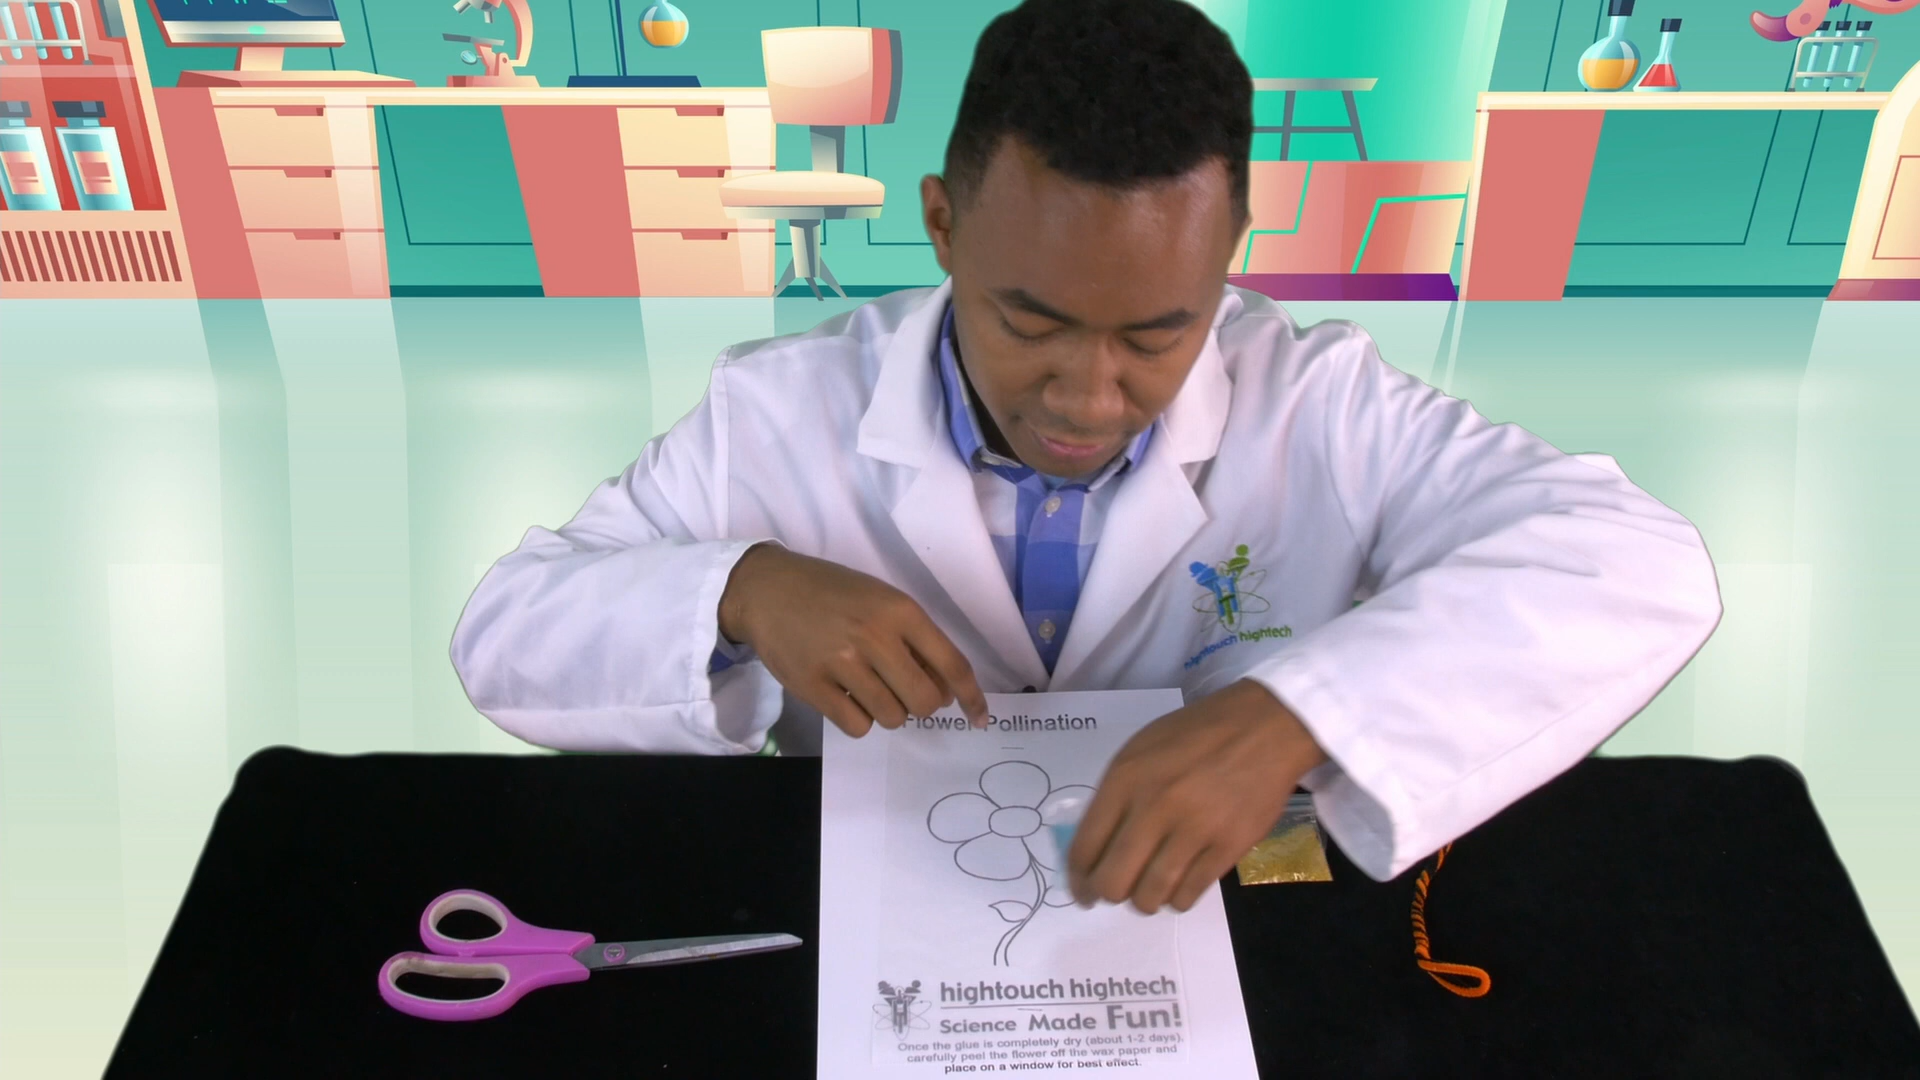 hightouch hightech
Flower Pollination
hightouch hightech
Science Made Fun!
Once the glue is completely dry (about 1-2 days),
carefully peel the flower off the wax paper and
place on a window for best effect.